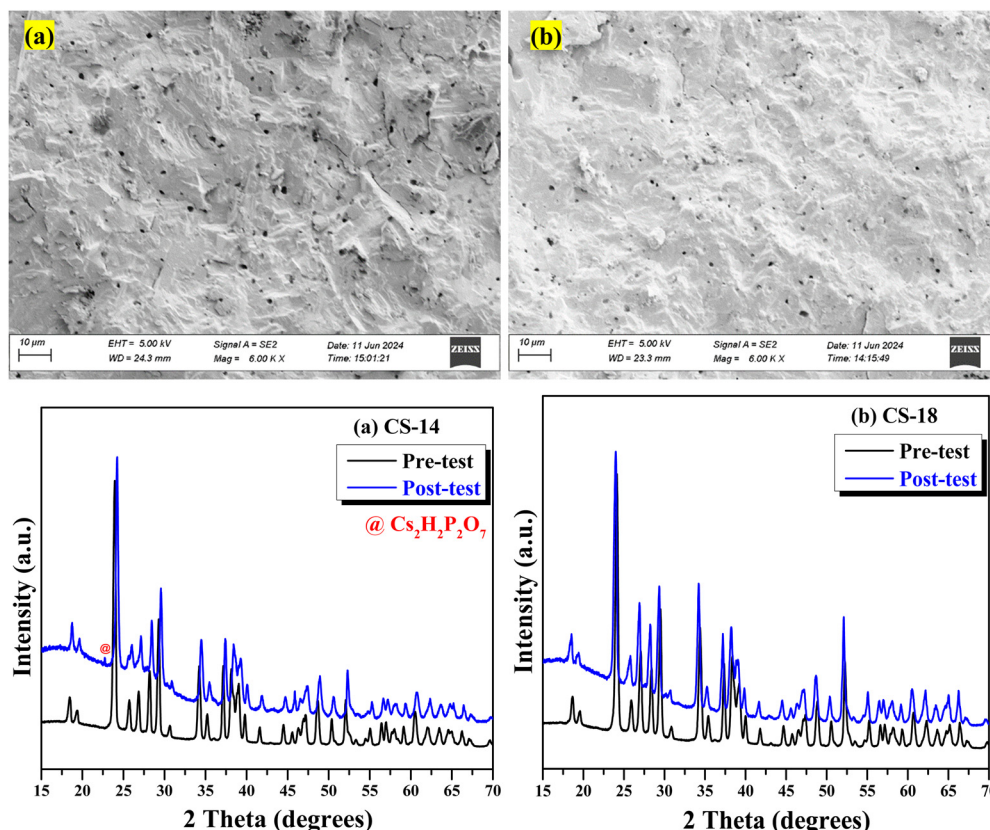 (a)
10 μm
EHT = 5.00 kV
WD = 24.3 mm
Signal A = SE2
Mag = 6.00 K X
Date: 11 Jun 2024
Time: 15:01:21
ZEISS
(b)
10 μm
EHT = 5.00 kV
WD = 23.3 mm
Signal A = SE2
Mag = 6.00 K X
Date: 11 Jun 2024
Time: 14:15:49
ZEISS
(a) CS-14
Pre-test
Post-test
@ Cs₂H₂P₂O₇
@
Intensity (a.u.)
15 20 25 30 35 40 45 50 55 60 65 70
2 Theta (degrees)
(b) CS-18
Pre-test
Post-test
Intensity (a.u.)
15 20 25 30 35 40 45 50 55 60 65 70
2 Theta (degrees)